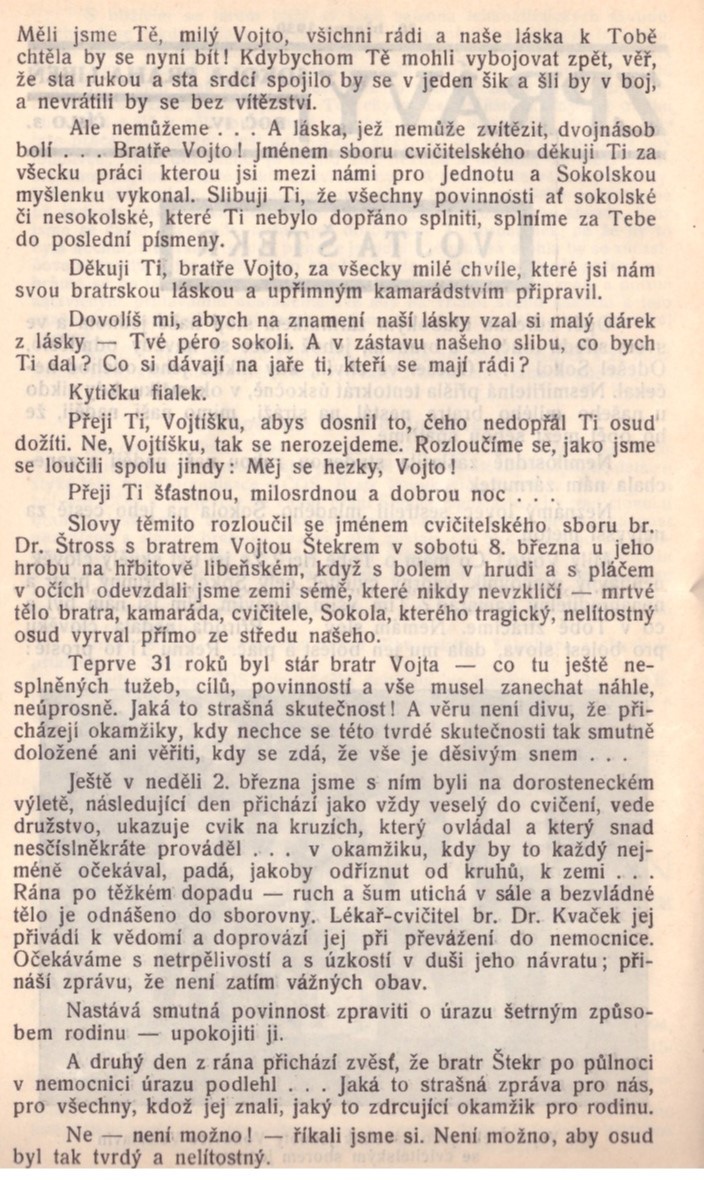 Měli jsme Tě, milý Vojto, všichni rádi a naše láska k Tobě
chtěla by se nyní bít! Kdybychom Tě mohli vybojovat zpět, věř,
že sta rukou a sta srdcí spojilo by se v jeden šik a šli by v boj,
a nevrátili by se bez vítězství.
Ale nemůžeme . . . A láska, jež nemůže zvítězit, dvojnásob
bolí . . . Bratře Vojto! Jménem sboru cvičitelského děkuji Ti za
všecku práci kterou jsi mezi námi pro Jednotu a Sokolskou
myšlenku vykonal. Slibuji Ti, že všechny povinnosti ať sokolské
či nesokolské, které Ti nebylo dopřáno splniti, splníme za Tebe
do poslední písmeny.
Děkuji Ti, bratře Vojto, za všecky milé chvíle, které jsi nám
svou bratrskou láskou a upřímným kamarádstvím připravil.
Dovolíš mi, abych na znamení naší lásky vzal si malý dárek
z lásky — Tvé péro sokolí. A v zástavu našeho slibu, co bych
Ti dal? Co si dávají na jaře ti, kteří se mají rádi?
Kytičku fialek.
Přeji Ti, Vojtíšku, abys dosnil to, čeho nedopřál Ti osud
dožíti. Ne, Vojtíšku, tak se nerozejdeme. Rozloučíme se, jako jsme
se loučili spolu jindy: Měj se hezky, Vojto!
Přeji Ti šťastnou, milosrdnou a dobrou noc . . .
Slovy těmito rozloučil se jménem cvičitelského sboru br.
Dr. Štross s bratrem Vojtou Štekrem v sobotu 8. března u jeho
hrobu na hřbitově libeňském, když s bolem v hrudi a s pláčem
v očích odevzdali jsme zemi sémě, které nikdy nevzklíčí — mrtvé
tělo bratra, kamaráda, cvičitele, Sokola, kterého tragický, nelítostný
osud vyrval přímo ze středu našeho.
Teprve 31 roků byl stár bratr Vojta — co tu ještě ne-
splněných tužeb, cílů, povinností a vše musel zanechat náhle,
neúprosně. Jaká to strašná skutečnost! A věru není divu, že při-
cházejí okamžiky, kdy nechce se této tvrdé skutečnosti tak smutně
doložené ani věřiti, kdy se zdá, že vše je děsivým snem . . .
Ještě v neděli 2. března jsme s ním byli na dorosteneckém
výletě, následující den přichází jako vždy veselý do cvičení, vede
družstvo, ukazuje cvik na kruzích, který ovládal a který snad
nesčíslněkráte prováděl . . . v okamžiku, kdy by to každý nej-
méně očekával, padá, jakoby odříznut od kruhů, k zemi . . .
Rána po těžkém dopadu — ruch a šum utichá v sále a bezvládné
tělo je odnášeno do sborovny. Lékař-cvičitel br. Dr. Kvaček jej
přivádí k vědomí a doprovází jej při převážení do nemocnice.
Očekáváme s netrpělivostí a s úzkostí v duši jeho návratu; při-
náší zprávu, že není zatím vážných obav.
Nastává smutná povinnost zpraviti o úrazu šetrným způso-
bem rodinu — upokojiti ji.
A druhý den z rána přichází zvěsť, že bratr Štekr po půlnoci
v nemocnici úrazu podlehl . . . Jaká to strašná zpráva pro nás,
pro všechny, kdož jej znali, jaký to zdrcující okamžik pro rodinu.
Ne — není možno! — říkali jsme si. Není možno, aby osud
byl tak tvrdý a nelítostný.